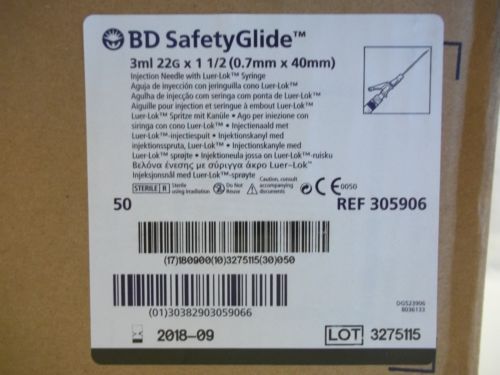 BD SafetyGlide™
3ml 22G x 1 1/2 (0.7mm x 40mm)
Injection Needle with Luer-Lok™ Syringe
Aguja de inyección con jeringuilla cono Luer-Lok™
Agulha de injecção com seringa com ponta de Luer-Lok™
Aiguille pour injection et seringue à embout Luer-Lok™
Luer-Lok™ Spritze mit Kanüle • Ago per iniezione con
siringa con cono Luer-Lok™ • Injectienaald met
Luer-Lok™-injectiespuit • Injektionskanyl med
injektionsspruta, Luer-Lok™ • Injektionskanyle med
Luer-Lok™ sprøjte • Injektioneula jossa on Luer-Lok™-ruisku
Βελόνα ένεσης με σύριγγα άκρο Luer-Lok™
Injeksjonsnål med Luer-Lok™-sprøyte
STERILE R Sterile using irradiation 2 Do Not Reuse Caution, consult accompanying documents CE 0050
50 REF 305906
(17)180900(10)3275115(30)050
DG523906
8036133
(01)30382903059066
2018-09 LOT 3275115